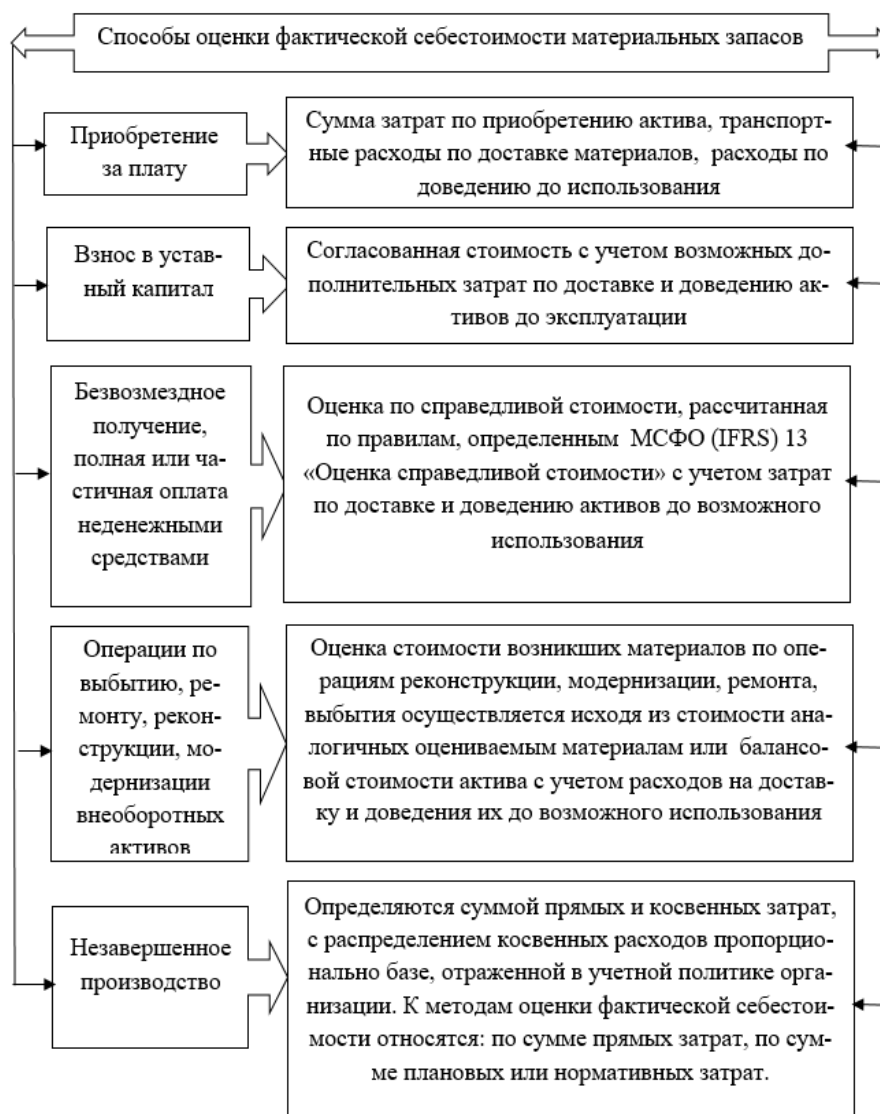 Способы оценки фактической себестоимости материальных запасов
Приобретение
за плату
Сумма затрат по приобретению актива, транспорт-
ные расходы по доставке материалов, расходы по
доведению до использования
Взнос в устав-
ный капитал
Согласованная стоимость с учетом возможных до-
полнительных затрат по доставке и доведению ак-
тивов до эксплуатации
Безвозмездное
получение,
полная или ча-
стичная оплата
неденежными
средствами
Оценка по справедливой стоимости, рассчитанная
по правилам, определенным МСФО (IFRS) 13
«Оценка справедливой стоимости» с учетом затрат
по доставке и доведению активов до возможного
использования
Операции по
выбытию, ре-
монту, рекон-
струкции, мо-
дернизации
внеоборотных
активов
Оценка стоимости возникших материалов по опе-
рациям реконструкции, модернизации, ремонта,
выбытия осуществляется исходя из стоимости ана-
логичных оцениваемым материалам или балансо-
вой стоимости актива с учетом расходов на достав-
ку и доведения их до возможного использования
Незавершенное
производство
Определяются суммой прямых и косвенных затрат,
с распределением косвенных расходов пропорцио-
нально базе, отраженной в учетной политике орга-
низации. К методам оценки фактической себестои-
мости относятся: по сумме прямых затрат, по сум-
ме плановых или нормативных затрат.